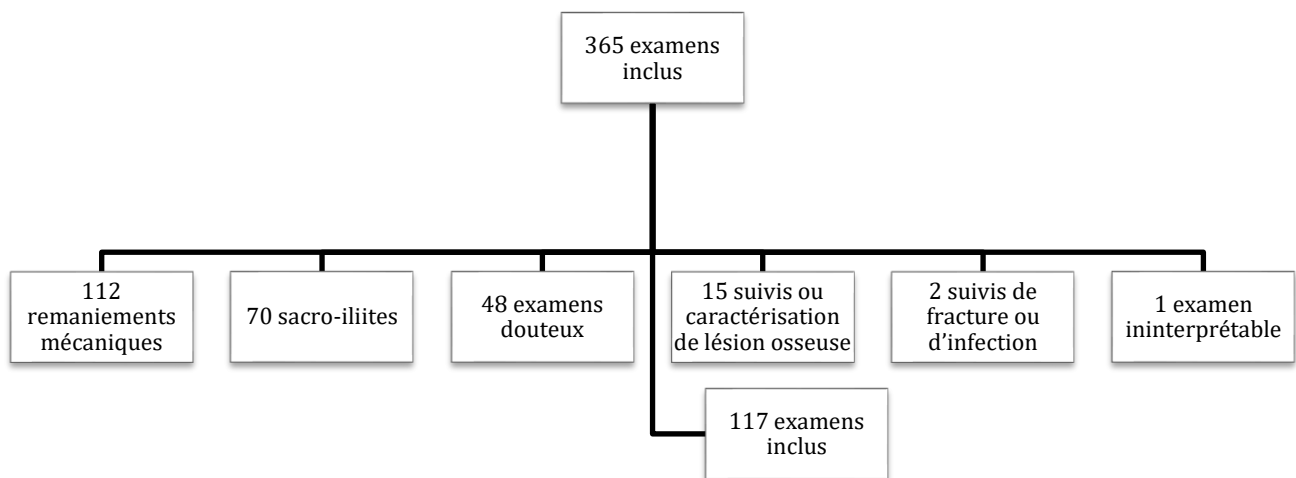 365 examens
inclus
112
remaniements
mécaniques
70 sacro-iliites
48 examens
douteux
15 suivis ou
caractérisation
de lésion osseuse
2 suivis de
fracture ou
d’infection
1 examen
ininterprétable
117 examens
inclus